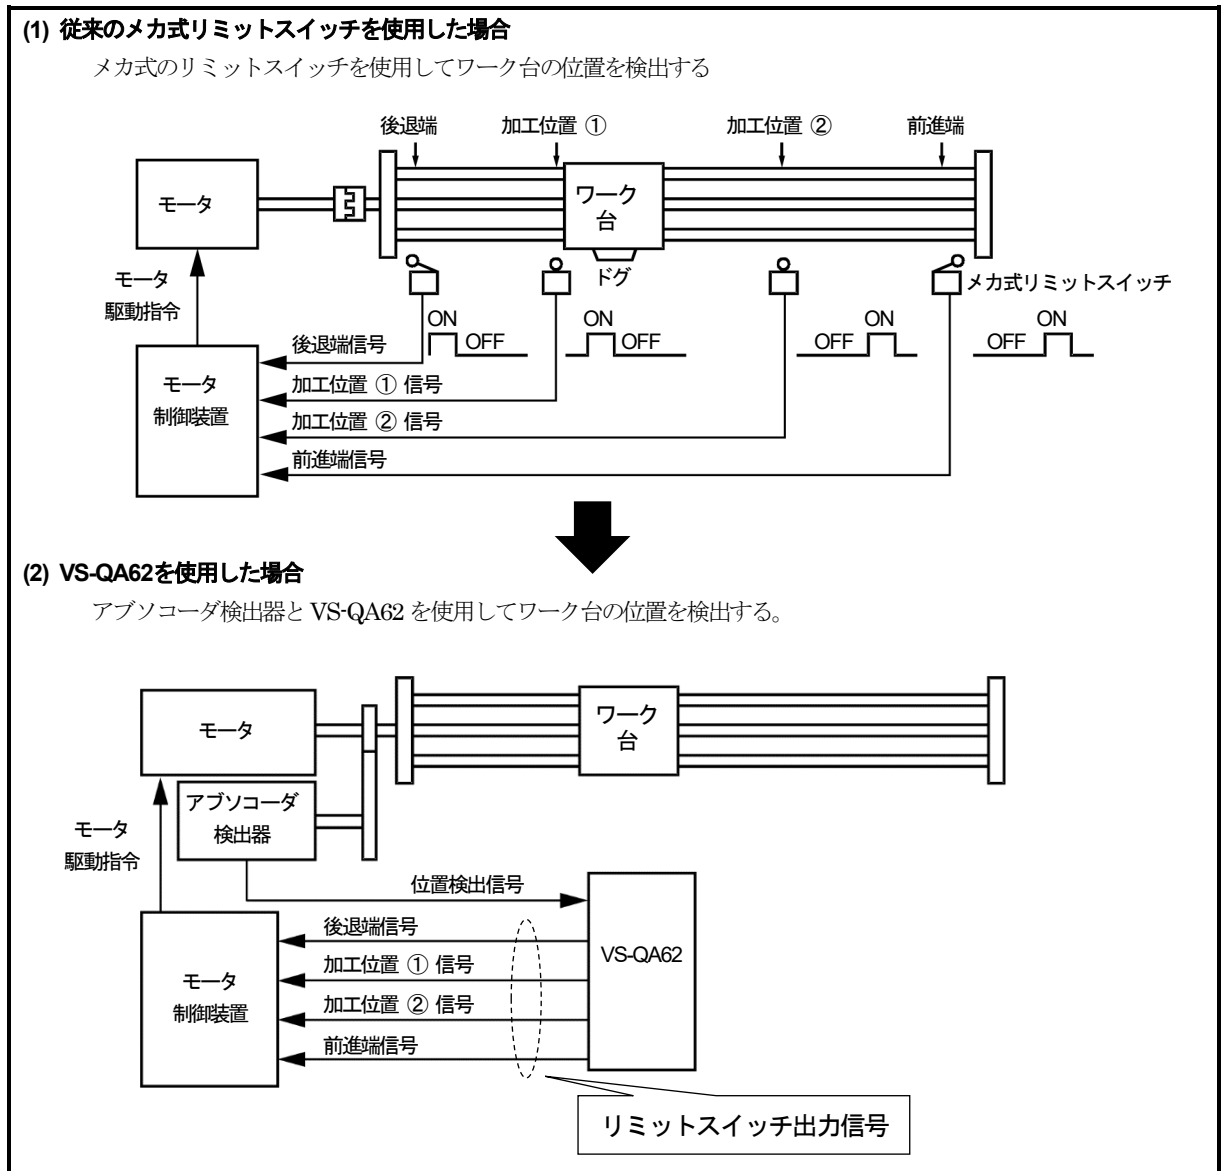 (1) 従来のメカ式リミットスイッチを使用した場合
メカ式のリミットスイッチを使用してワーク台の位置を検出する
後退端 加工位置 ① 加工位置 ② 前進端
モータ
ワーク
台
ドグ
メカ式リミットスイッチ
モータ
駆動指令
ON OFF
ON OFF
OFF ON
OFF ON
後退端信号
加工位置 ① 信号
加工位置 ② 信号
前進端信号
モータ
制御装置
(2) VS-QA62を使用した場合
アブソコーダ検出器と VS-QA62 を使用してワーク台の位置を検出する。
モータ
ワーク
台
アブソコーダ
検出器
モータ
駆動指令
位置検出信号
後退端信号
加工位置 ① 信号
加工位置 ② 信号
前進端信号
VS-QA62
モータ
制御装置
リミットスイッチ出力信号